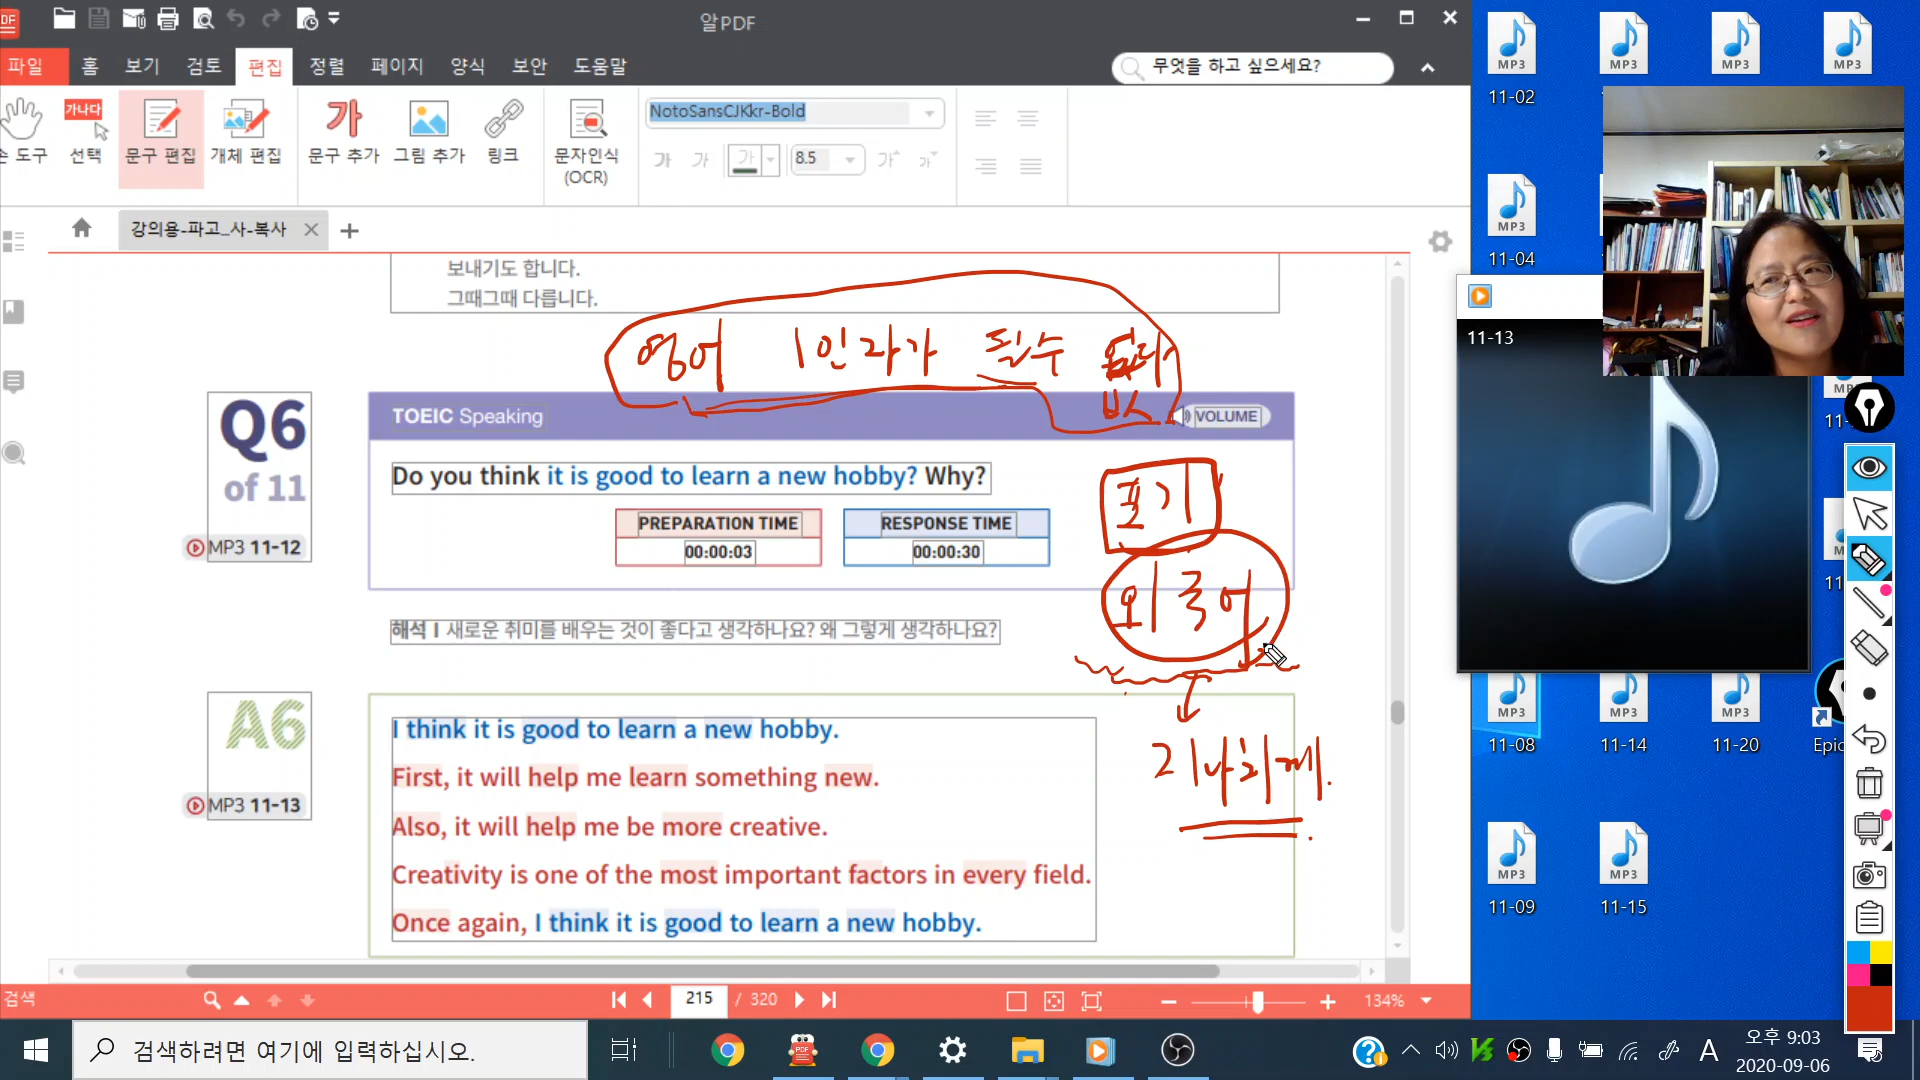 알PDF
파일 홈 보기 검토 편집 정렬 페이지 양식 보안 도움말
무엇을 하고 싶으세요?
손 도구 선택 문구 편집 개체 편집 문구 추가 그림 추가 링크 문자인식 (OCR)
가나다
NotoSansCJKkr-Bold
8.5
강의용-파고_사-복사
보내기도 합니다.
그때그때 다릅니다.
영어 1인자가 될 수 없다
Q6
of 11
MP3 11-12
TOEIC Speaking
VOLUME
Do you think it is good to learn a new hobby? Why?
PREPARATION TIME
00:00:03
RESPONSE TIME
00:00:30
포기
외국어
해석 I 새로운 취미를 배우는 것이 좋다고 생각하나요? 왜 그렇게 생각하나요?
A6
MP3 11-13
I think it is good to learn a new hobby.
First, it will help me learn something new.
Also, it will help me be more creative.
Creativity is one of the most important factors in every field.
Once again, I think it is good to learn a new hobby.
검색
215 / 320
134%
MP3
11-02
MP3
11-04
11-13
MP3
11-08
MP3
11-14
MP3
11-20
Epic
MP3
11-09
MP3
11-15
검색하려면 여기에 입력하십시오.
A
오후 9:03
2020-09-06